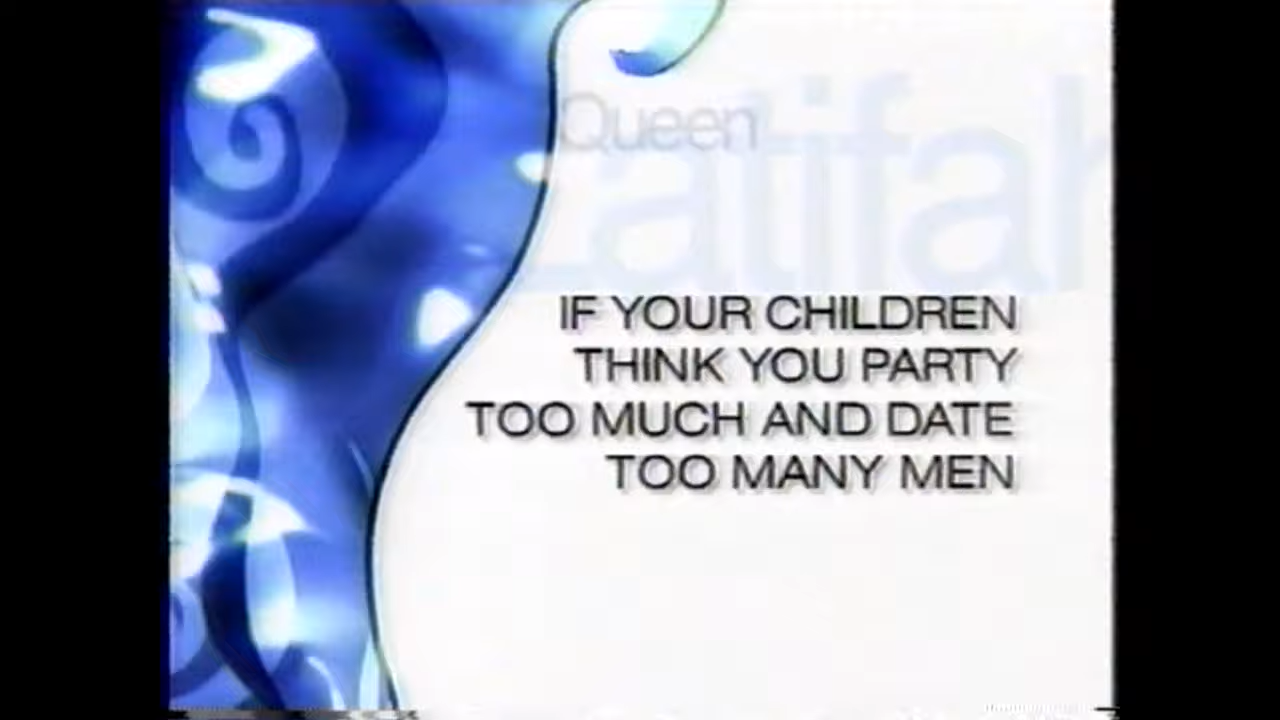 Queen
Latifah
IF YOUR CHILDREN
THINK YOU PARTY
TOO MUCH AND DATE
TOO MANY MEN